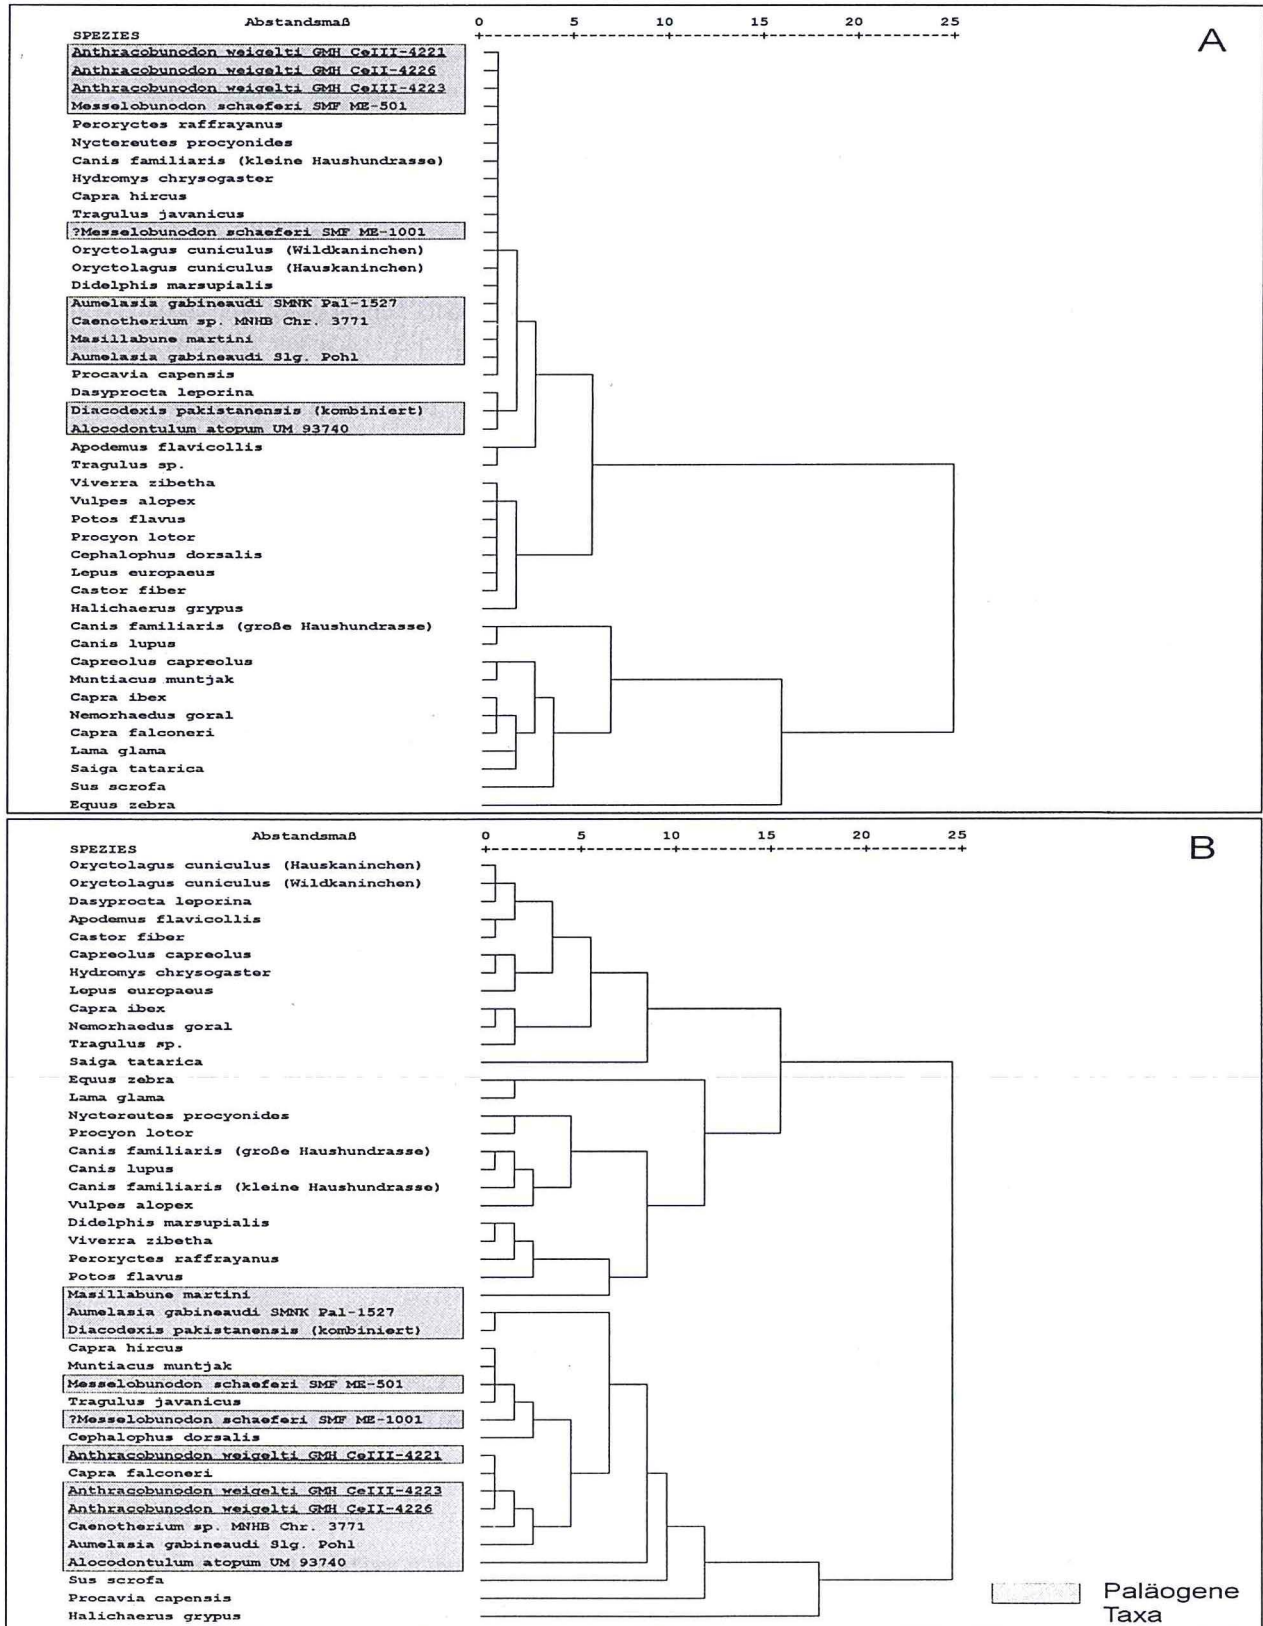 Abstandsmaß 0 5 10 15 20 25
A
SPEZIES
Anthracobunodon weigelti GMH CeIII-4221
Anthracobunodon weigelti GMH CeII-4226
Anthracobunodon weigelti GMH CeIII-4223
Messelobunodon schaeferi SMF ME-501
Peroryctes raffrayanus
Nyctereutes procyonides
Canis familiaris (kleine Haushundrasse)
Hydromys chrysogaster
Capra hircus
Tragulus javanicus
?Messelobunodon schaeferi SMF ME-1001
Oryctolagus cuniculus (Wildkaninchen)
Oryctolagus cuniculus (Hauskaninchen)
Didelphis marsupialis
Aumelasia gabineaudi SMNK Pal-1527
Caenotherium sp. MNHB Chr. 3771
Masillabune martini
Aumelasia gabineaudi Slg. Pohl
Procavia capensis
Dasyprocta leporina
Diacodexis pakistanensis (kombiniert)
Alocodontulum atopum UM 93740
Apodemus flavicollis
Tragulus sp.
Viverra zibetha
Vulpes alopex
Potos flavus
Procyon lotor
Cephalophus dorsalis
Lepus europaeus
Castor fiber
Halichaerus grypus
Canis familiaris (große Haushundrasse)
Canis lupus
Capreolus capreolus
Muntiacus muntjak
Capra ibex
Nemorhaedus goral
Capra falconeri
Lama glama
Saiga tatarica
Sus scrofa
Equus zebra
Abstandsmaß 0 5 10 15 20 25
B
SPEZIES
Oryctolagus cuniculus (Hauskaninchen)
Oryctolagus cuniculus (Wildkaninchen)
Dasyprocta leporina
Apodemus flavicollis
Castor fiber
Capreolus capreolus
Hydromys chrysogaster
Lepus europaeus
Capra ibex
Nemorhaedus goral
Tragulus sp.
Saiga tatarica
Equus zebra
Lama glama
Nyctereutes procyonides
Procyon lotor
Canis familiaris (große Haushundrasse)
Canis lupus
Canis familiaris (kleine Haushundrasse)
Vulpes alopex
Didelphis marsupialis
Viverra zibetha
Peroryctes raffrayanus
Potos flavus
Masillabune martini
Aumelasia gabineaudi SMNK Pal-1527
Diacodexis pakistanensis (kombiniert)
Capra hircus
Muntiacus muntjak
Messelobunodon schaeferi SMF ME-501
Tragulus javanicus
?Messelobunodon schaeferi SMF ME-1001
Cephalophus dorsalis
Anthracobunodon weigelti GMH CeIII-4221
Capra falconeri
Anthracobunodon weigelti GMH CeIII-4223
Anthracobunodon weigelti GMH CeII-4226
Caenotherium sp. MNHB Chr. 3771
Aumelasia gabineaudi Slg. Pohl
Alocodontulum atopum UM 93740
Sus scrofa
Procavia capensis
Halichaerus grypus
Paläogene
Taxa